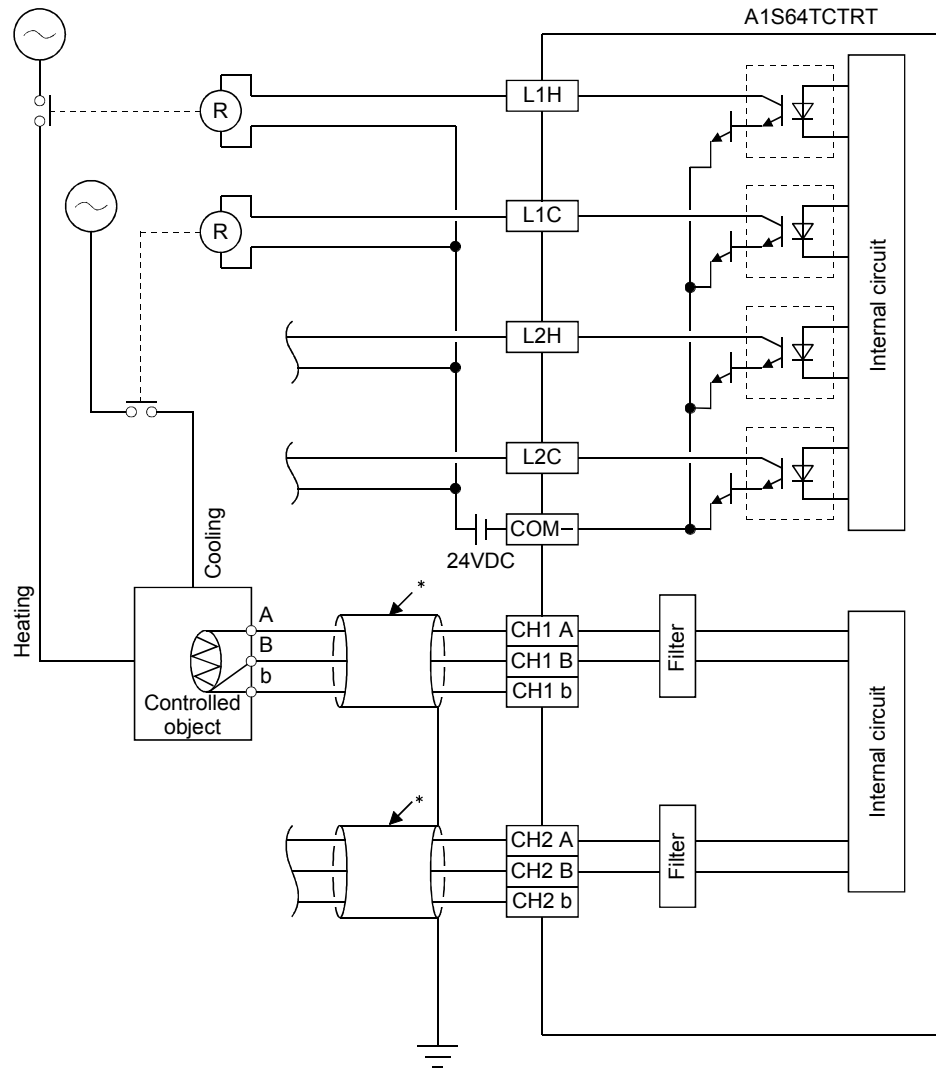 A1S64TCTRT
L1H
R
L1C
R
L2H
Internal circuit
L2C
COM−
24VDC
Heating
Cooling
*
A
B
b
Controlled
object
CH1 A
CH1 B
CH1 b
Filter
Internal circuit
*
CH2 A
CH2 B
CH2 b
Filter